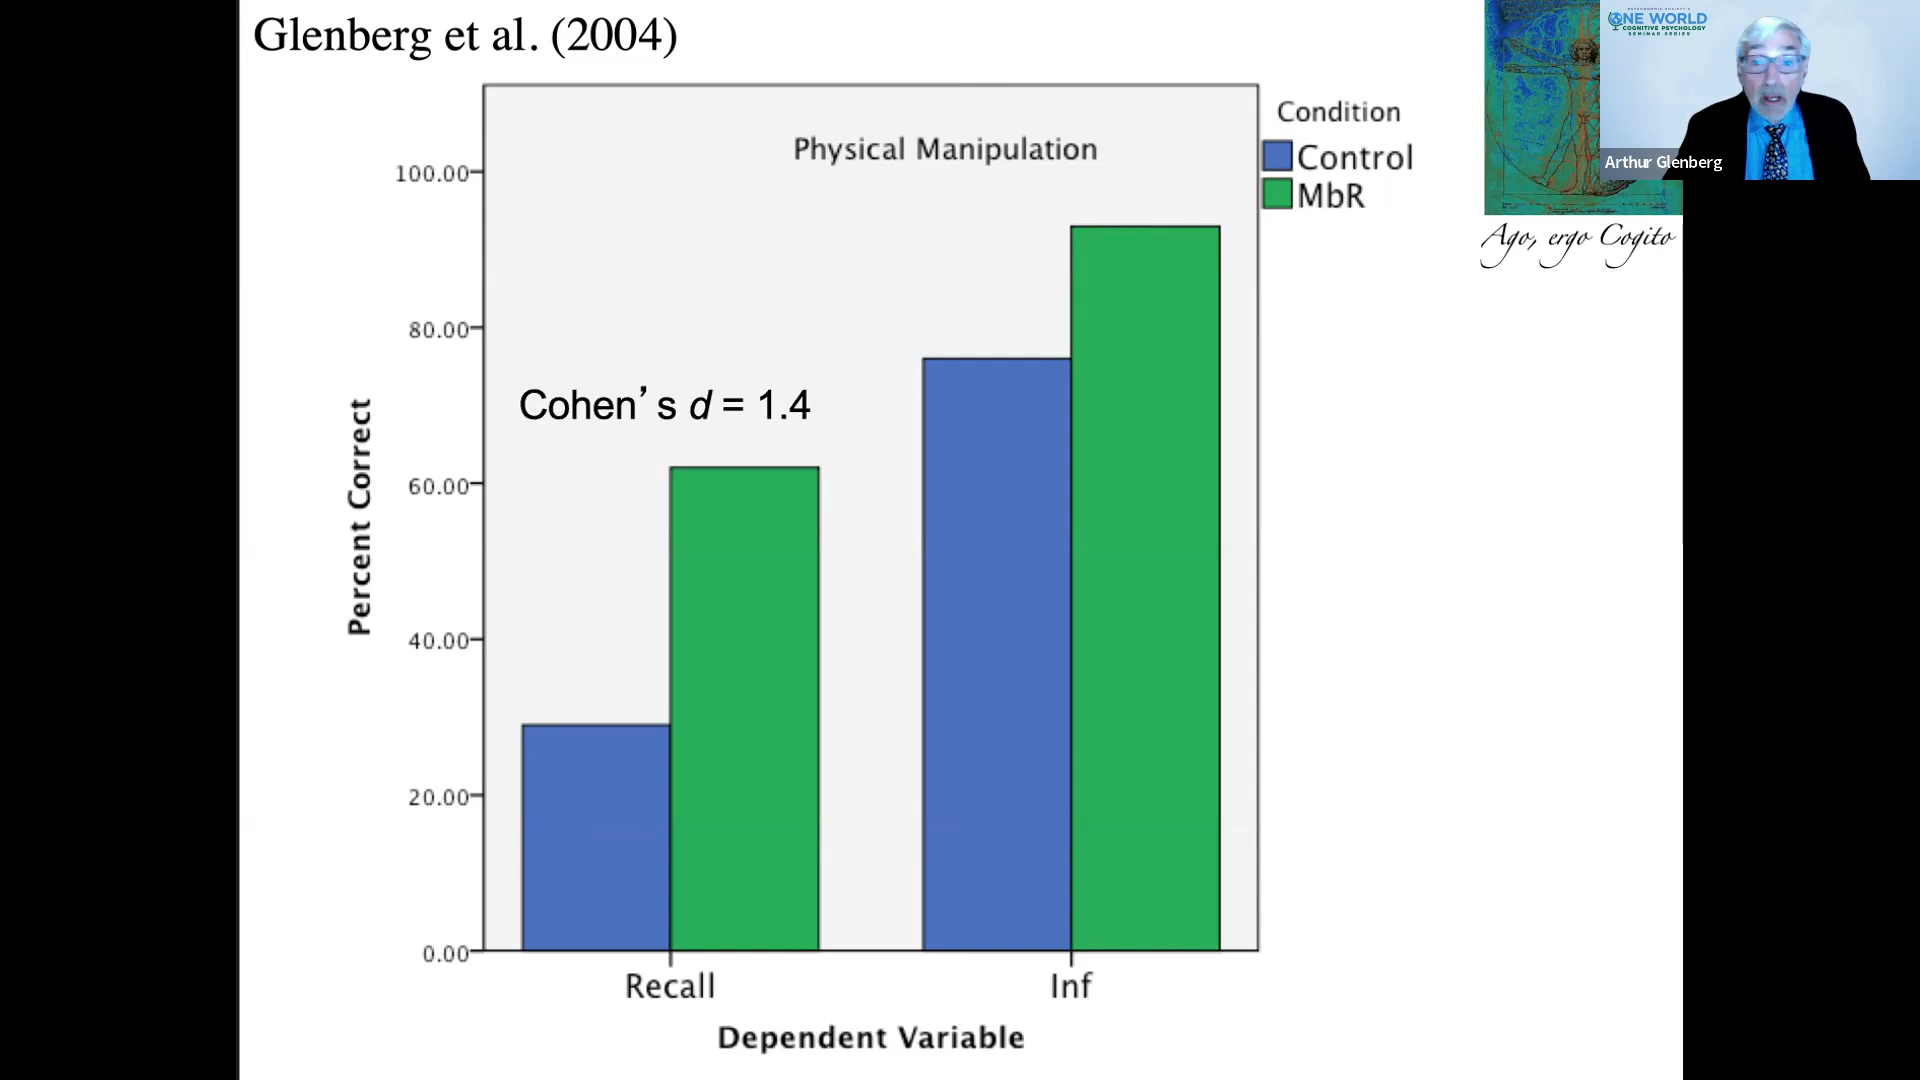 Glenberg et al. (2004)
Physical Manipulation
Condition
Control
MbR
100.00
80.00
60.00
40.00
20.00
0.00
Percent Correct
Cohen’s d = 1.4
Recall
Inf
Dependent Variable
Ago, ergo Cogito
PSYCHONOMIC SOCIETY'S
ONE WORLD
COGNITIVE PSYCHOLOGY
SEMINAR SERIES
Arthur Glenberg